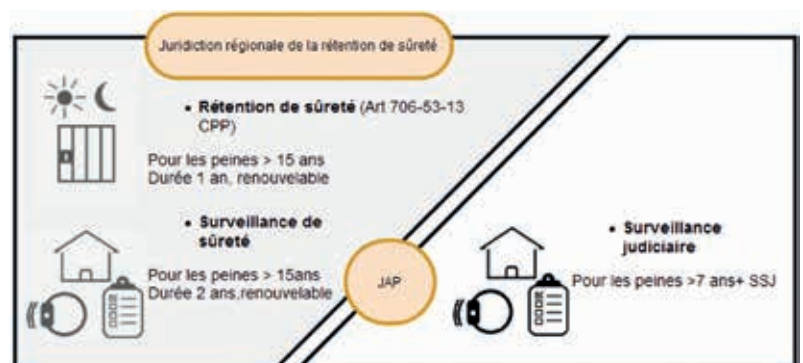 Juridiction régionale de la rétention de sûreté
• Rétention de sûreté (Art 706-53-13
CPP)
Pour les peines > 15 ans
Durée 1 an, renouvelable
• Surveillance de
sûreté
Pour les peines > 15ans
Durée 2 ans,renouvelable
JAP
• Surveillance
judiciaire
Pour les peines >7 ans+ SSJ